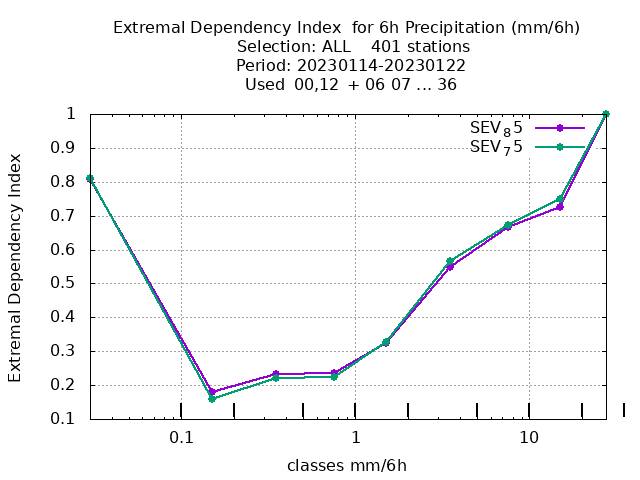 Extremal Dependency Index  for 6h Precipitation (mm/6h)
Selection: ALL    401 stations
Period: 20230114-20230122
Used  00,12  + 06 07 ... 36
SEV₈5
SEV₇5
Extremal Dependency Index
1
0.9
0.8
0.7
0.6
0.5
0.4
0.3
0.2
0.1
0.1 1 10
classes mm/6h